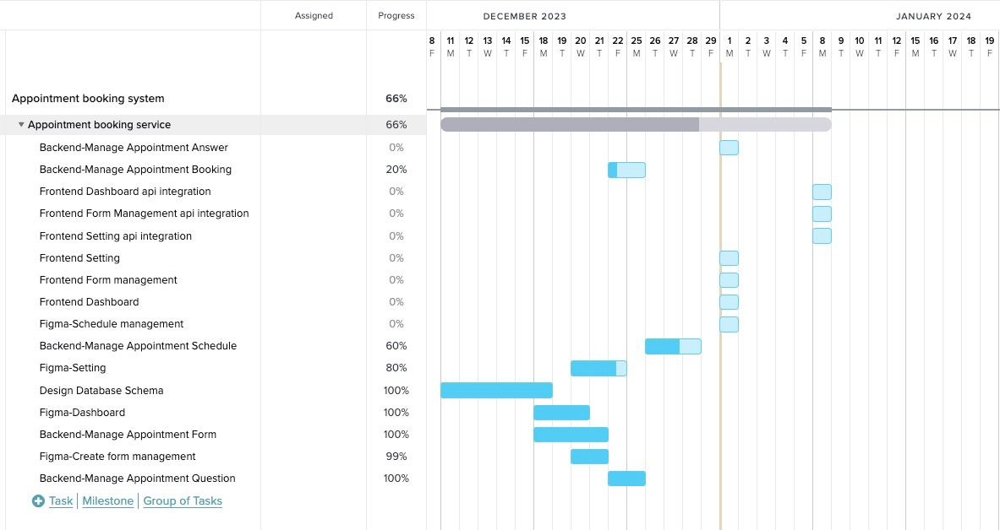 Assigned Progress DECEMBER 2023 JANUARY 2024
8 11 12 13 14 15 18 19 20 21 22 25 26 27 28 29 1 2 3 4 5 8 9 10 11 12 15 16 17 18 19
F M T W T F M T W T F M T W T F M T W T F M T W T F M T W T F
Appointment booking system 66%
Appointment booking service 66%
Backend-Manage Appointment Answer 0%
Backend-Manage Appointment Booking 20%
Frontend Dashboard api integration 0%
Frontend Form Management api integration 0%
Frontend Setting api integration 0%
Frontend Setting 0%
Frontend Form management 0%
Frontend Dashboard 0%
Figma-Schedule management 0%
Backend-Manage Appointment Schedule 60%
Figma-Setting 80%
Design Database Schema 100%
Figma-Dashboard 100%
Backend-Manage Appointment Form 100%
Figma-Create form management 99%
Backend-Manage Appointment Question 100%
Task Milestone Group of Tasks